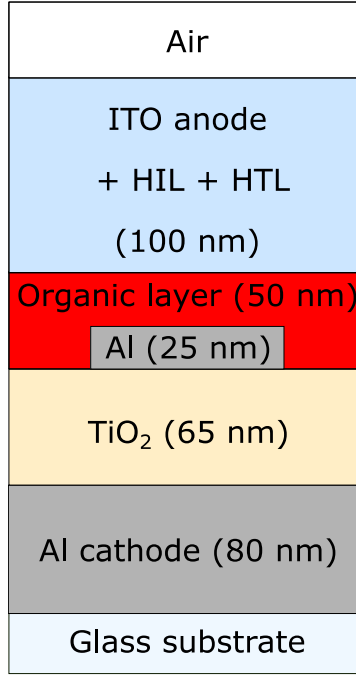 Air
ITO anode
+ HIL + HTL
(100 nm)
Organic layer (50 nm)
Al (25 nm)
TiO₂ (65 nm)
Al cathode (80 nm)
Glass substrate